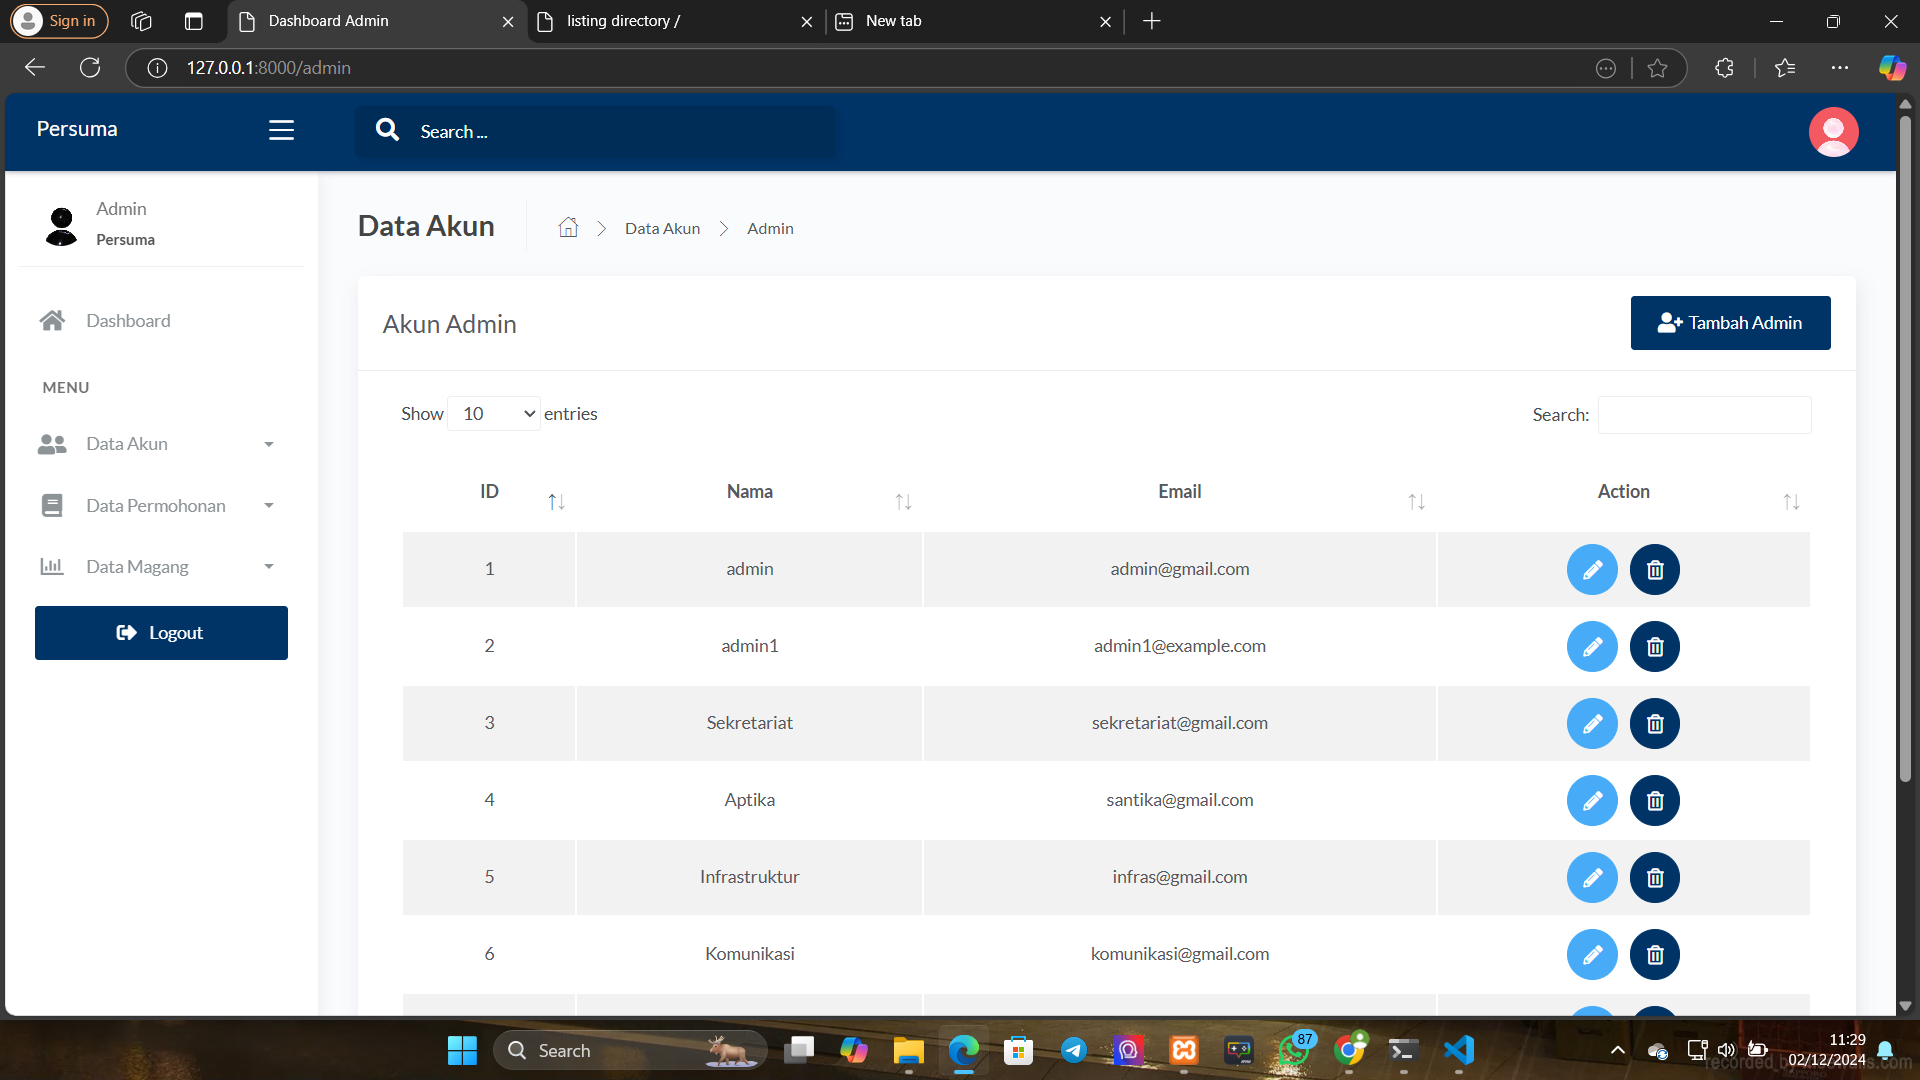 Sign in
Dashboard Admin
listing directory /
New tab
127.0.0.1:8000/admin
Persuma
Search ...
Admin
Persuma
Data Akun
Data Akun
Admin
Dashboard
Akun Admin
Tambah Admin
MENU
Show 10 entries
Search:
Data Akun
Data Permohonan
Data Magang
Logout
ID Nama Email Action
1 admin admin@gmail.com
2 admin1 admin1@example.com
3 Sekretariat sekretariat@gmail.com
4 Aptika santika@gmail.com
5 Infrastruktur infras@gmail.com
6 Komunikasi komunikasi@gmail.com
Search
87
11:29
02/12/2024